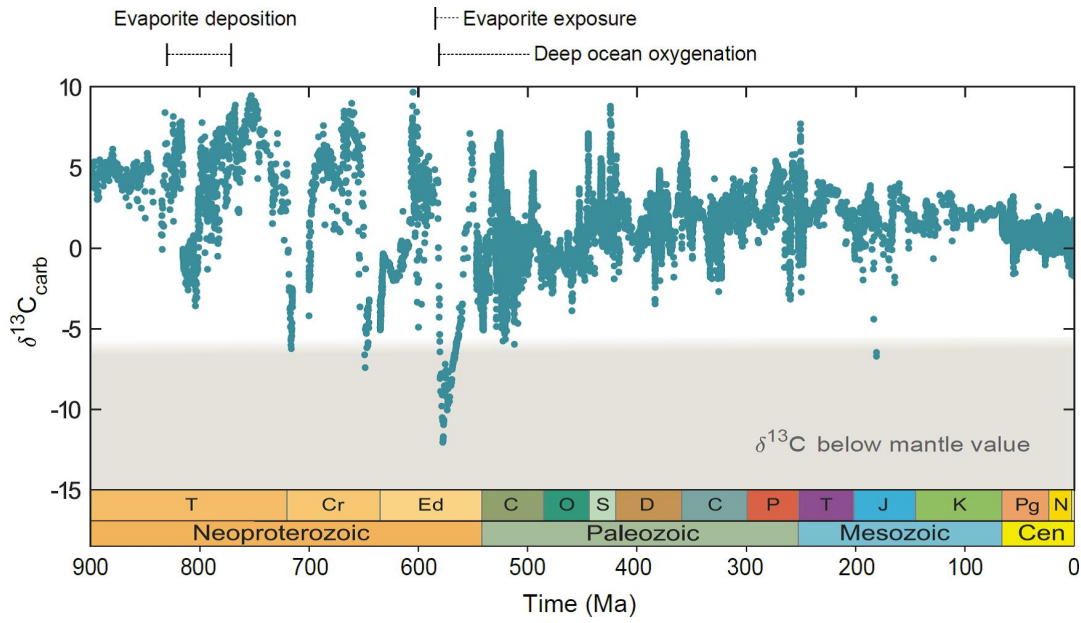 Evaporite deposition
Evaporite exposure
Deep ocean oxygenation
10
5
0
-5
-10
-15
δ13Ccarb
δ13C below mantle value
T Cr Ed C O S D C P T J K Pg N
Neoproterozoic Paleozoic Mesozoic Cen
900 800 700 600 500 400 300 200 100 0
Time (Ma)